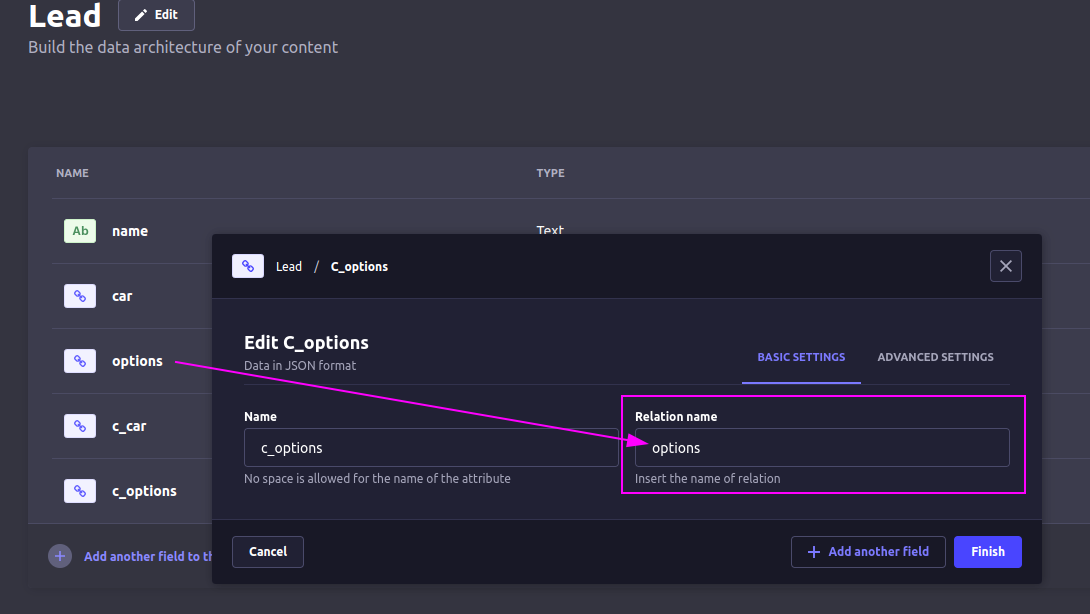 Lead
Edit
Build the data architecture of your content
NAME
TYPE
Ab
name
Text
car
options
c_car
c_options
Add another field to th
Lead / C_options
Edit C_options
Data in JSON format
BASIC SETTINGS
ADVANCED SETTINGS
Name
Relation name
c_options
options
No space is allowed for the name of the attribute
Insert the name of relation
Cancel
Add another field
Finish